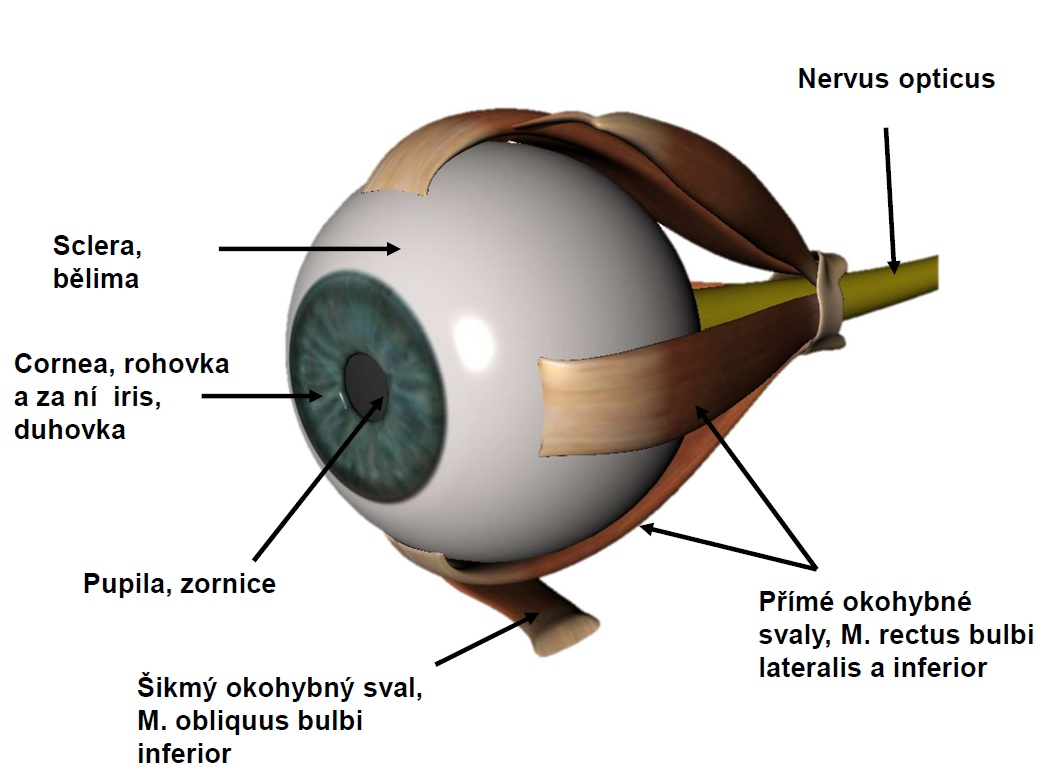 Nervus opticus
Sclera,
bělima
Cornea, rohovka
a za ní iris,
duhovka
Pupila, zornice
Přímé okohybné
svaly, M. rectus bulbi
lateralis a inferior
Šikmý okohybný sval,
M. obliquus bulbi
inferior